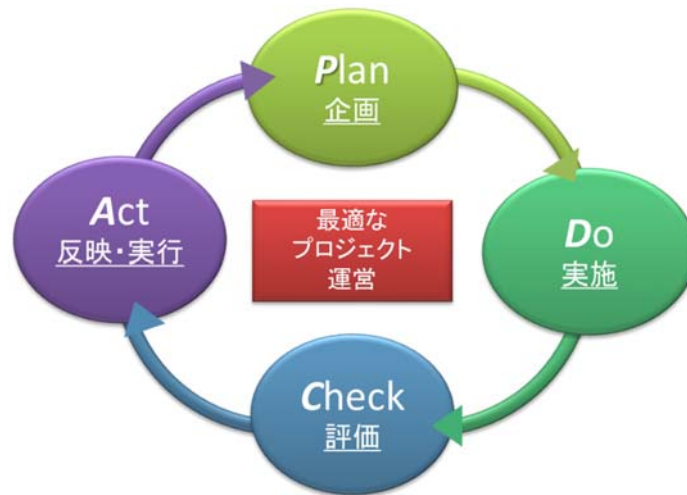 Plan
企画
Do
実施
Check
評価
Act
反映・実行
最適な
プロジェクト
運営